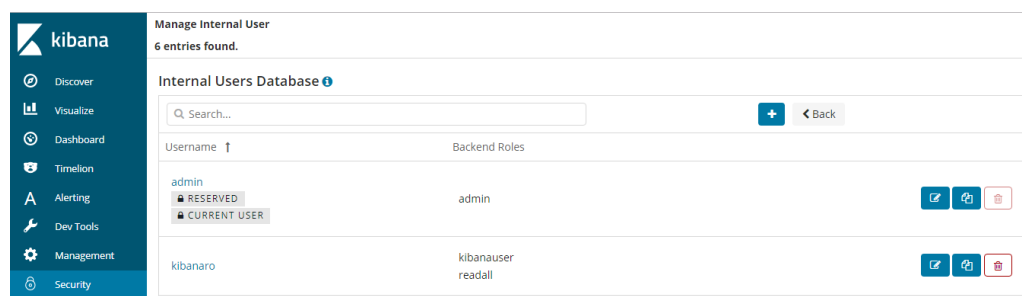 kibana
Discover
Visualize
Dashboard
Timelion
Alerting
Dev Tools
Management
Security
Manage Internal User
6 entries found.
Internal Users Database
Search...
Back
Username
Backend Roles
admin
RESERVED
CURRENT USER
admin
kibanaro
kibanauser
readall